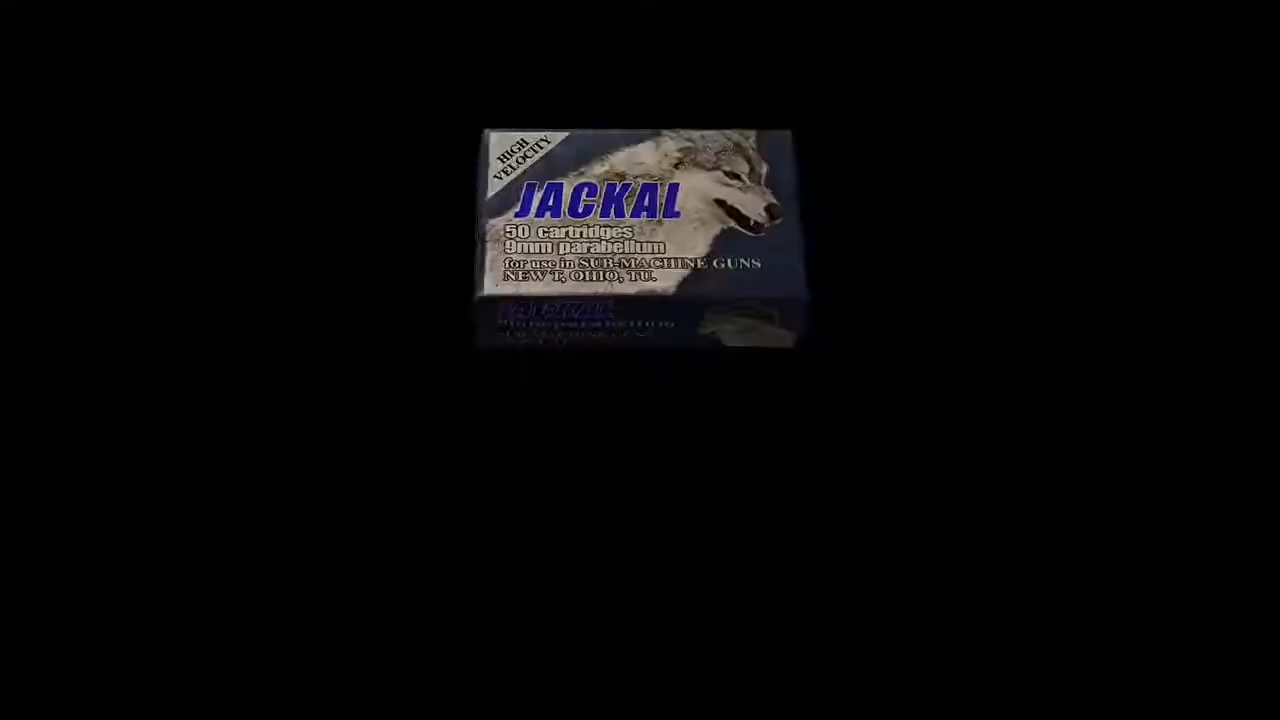 HIGH
VELOCITY
JACKAL
50 cartridges
9mm parabellum
for use in SUB-MACHINE GUNS
NEW T, OHIO, TU.